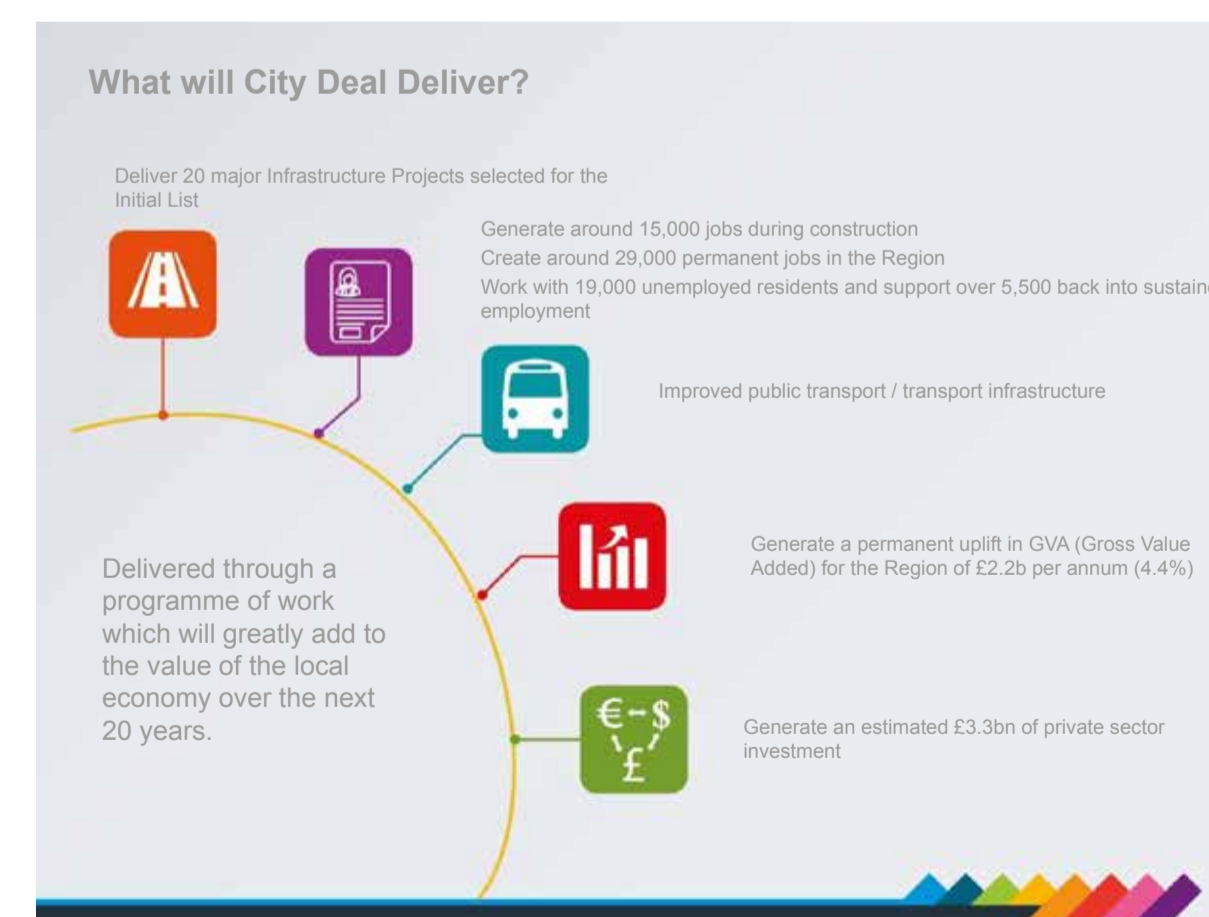 What will City Deal Deliver?
Deliver 20 major Infrastructure Projects selected for the
Initial List
Generate around 15,000 jobs during construction
Create around 29,000 permanent jobs in the Region
Work with 19,000 unemployed residents and support over 5,500 back into
employment
Improved public transport / transport infrastructure
Generate a permanent uplift in GVA (Gross Value
Added) for the Region of £2.2b per annum (4.4%)
Delivered through a
programme of work
which will greatly add to
the value of the local
economy over the next
20 years.
€ $
£
Generate an estimated £3.3bn of private sector
investment